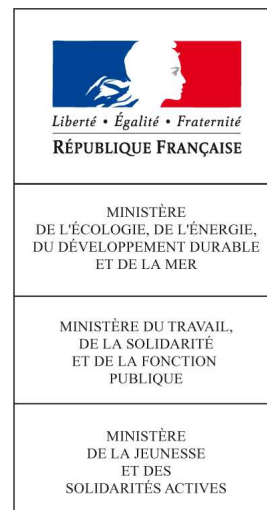 Liberté • Égalité • Fraternité
RÉPUBLIQUE FRANÇAISE
MINISTÈRE
DE L'ÉCOLOGIE, DE L'ÉNERGIE,
DU DÉVELOPPEMENT DURABLE
ET DE LA MER
MINISTÈRE DU TRAVAIL,
DE LA SOLIDARITÉ
ET DE LA FONCTION
PUBLIQUE
MINISTÈRE
DE LA JEUNESSE
ET DES
SOLIDARITÉS ACTIVES